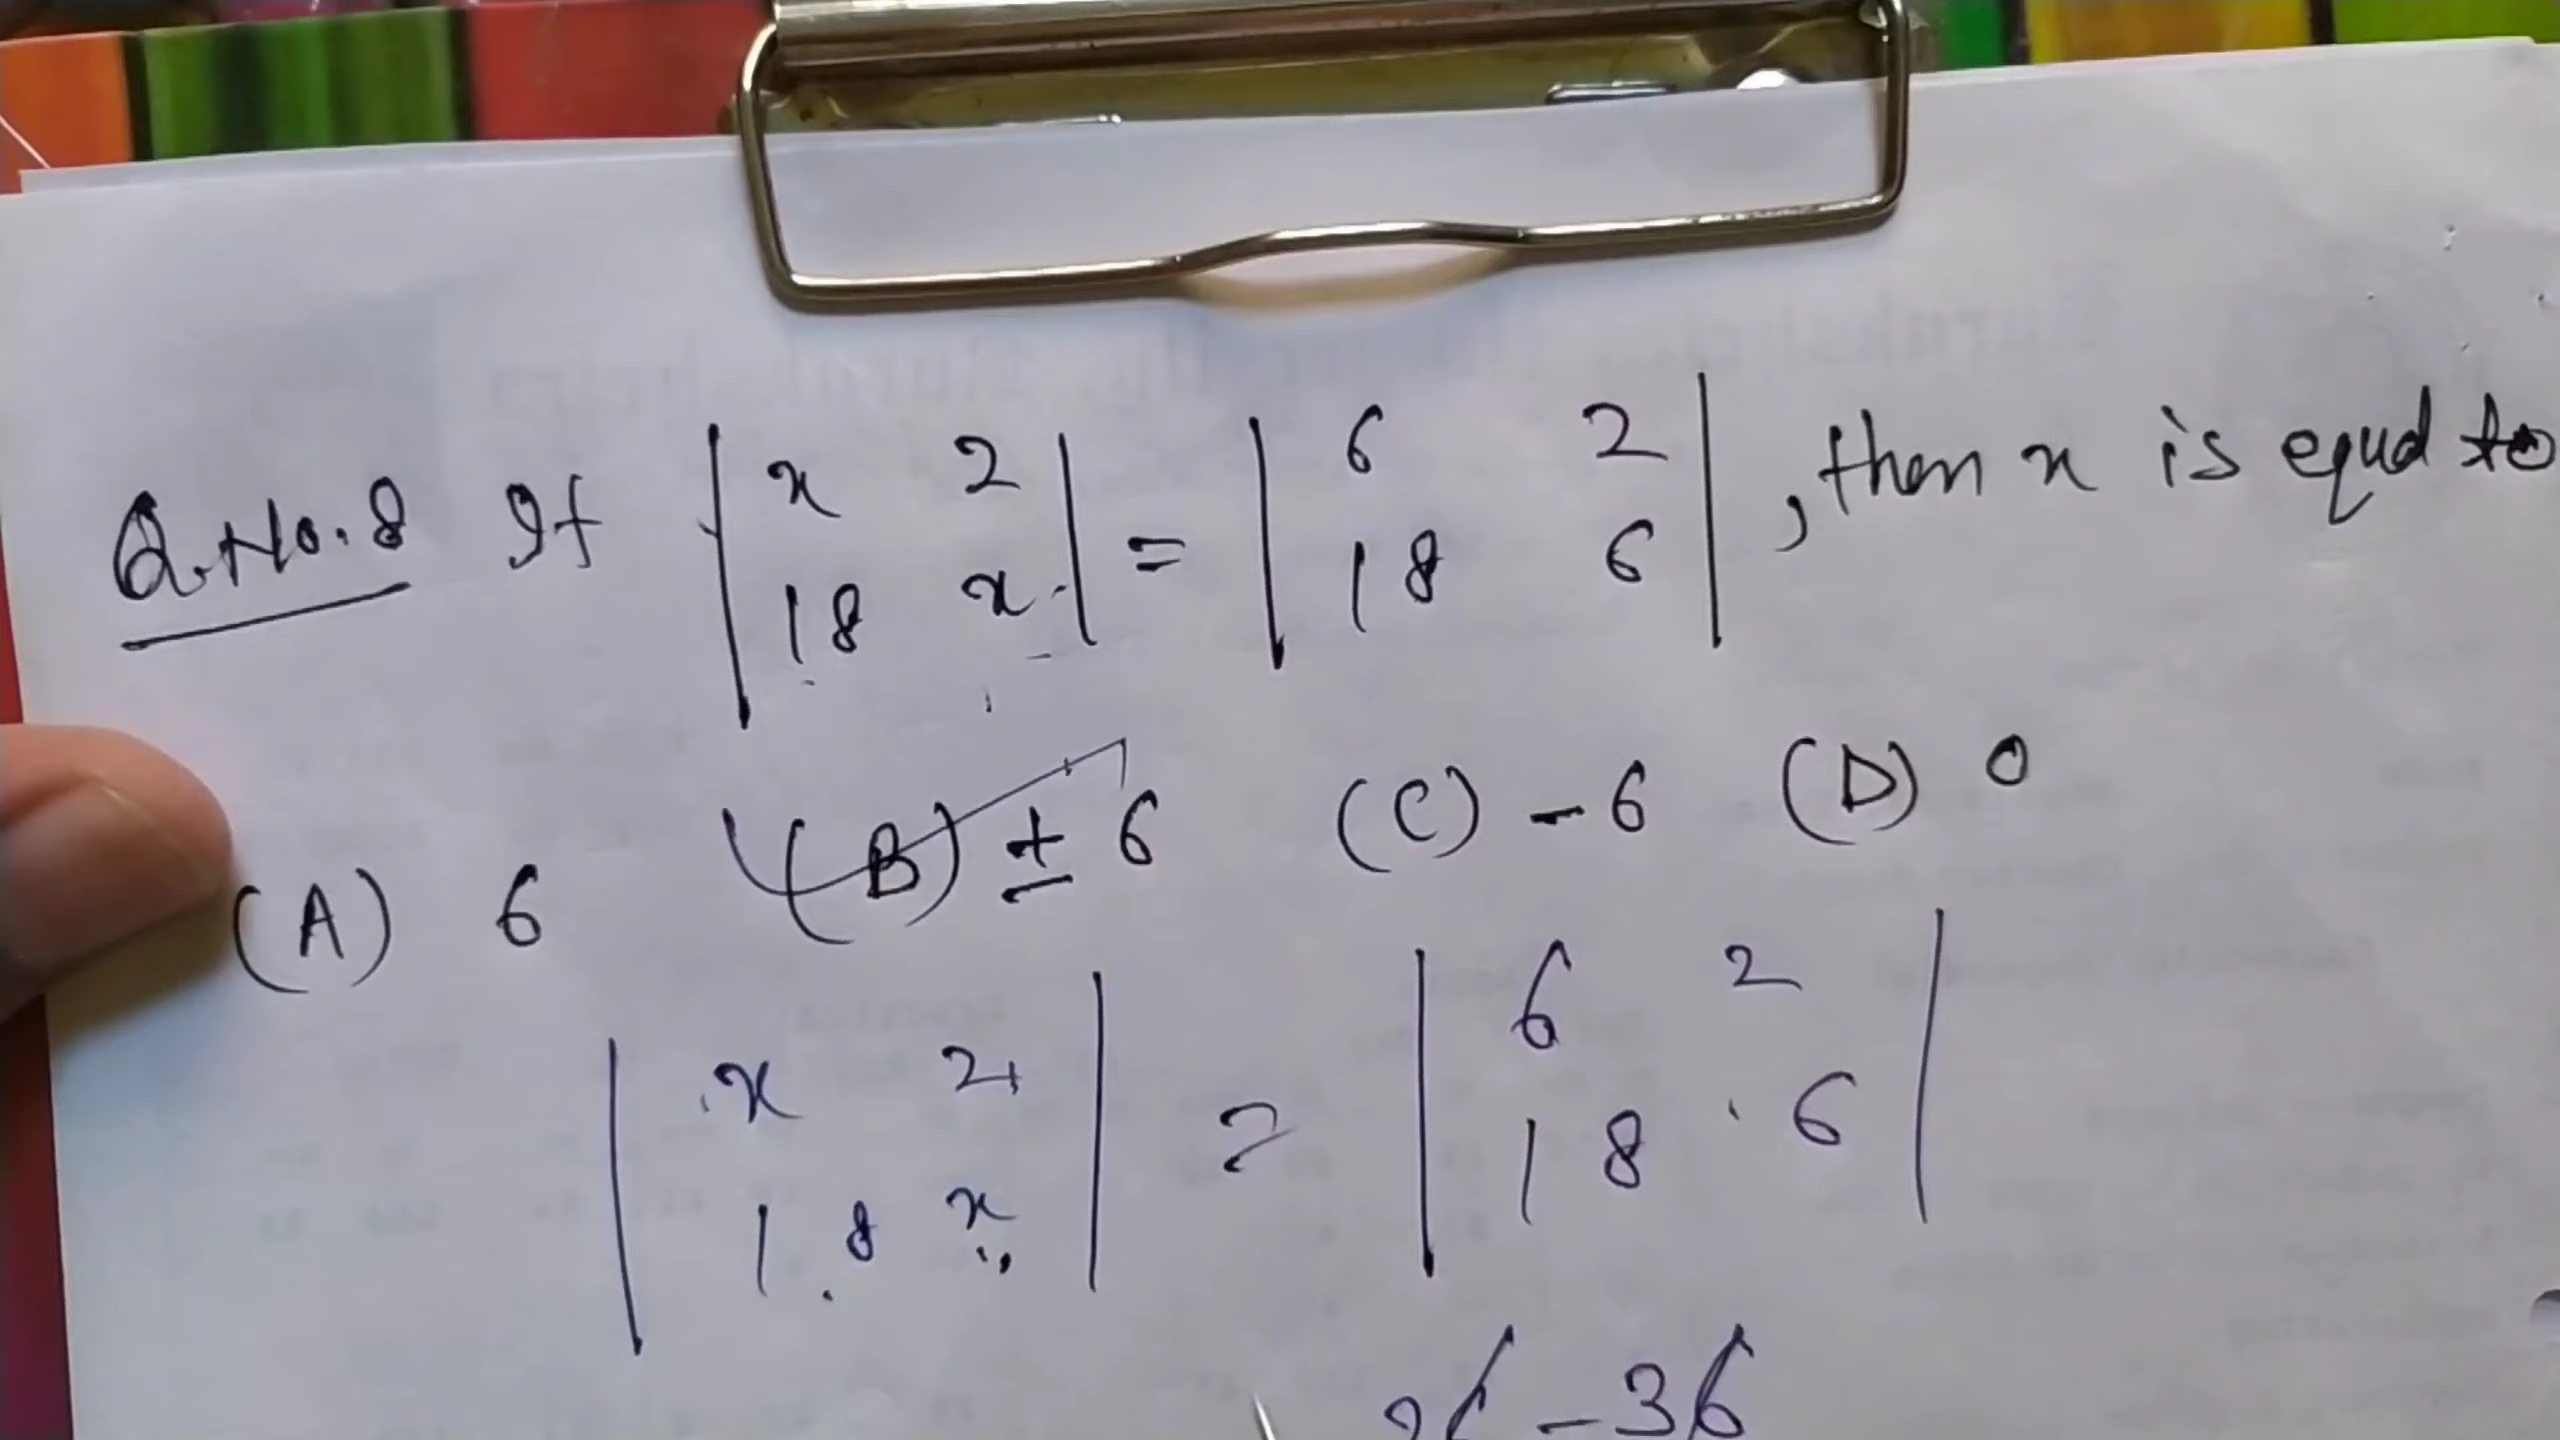 Q.No.8 If | x 2 | = | 6 2 | , then x is equal to
| 18 x | | 18 6 |
(A) 6 (B) ± 6 (C) - 6 (D) 0
| x 2 | = | 6 2 |
| 18 x | | 18 6 |
36 - 36